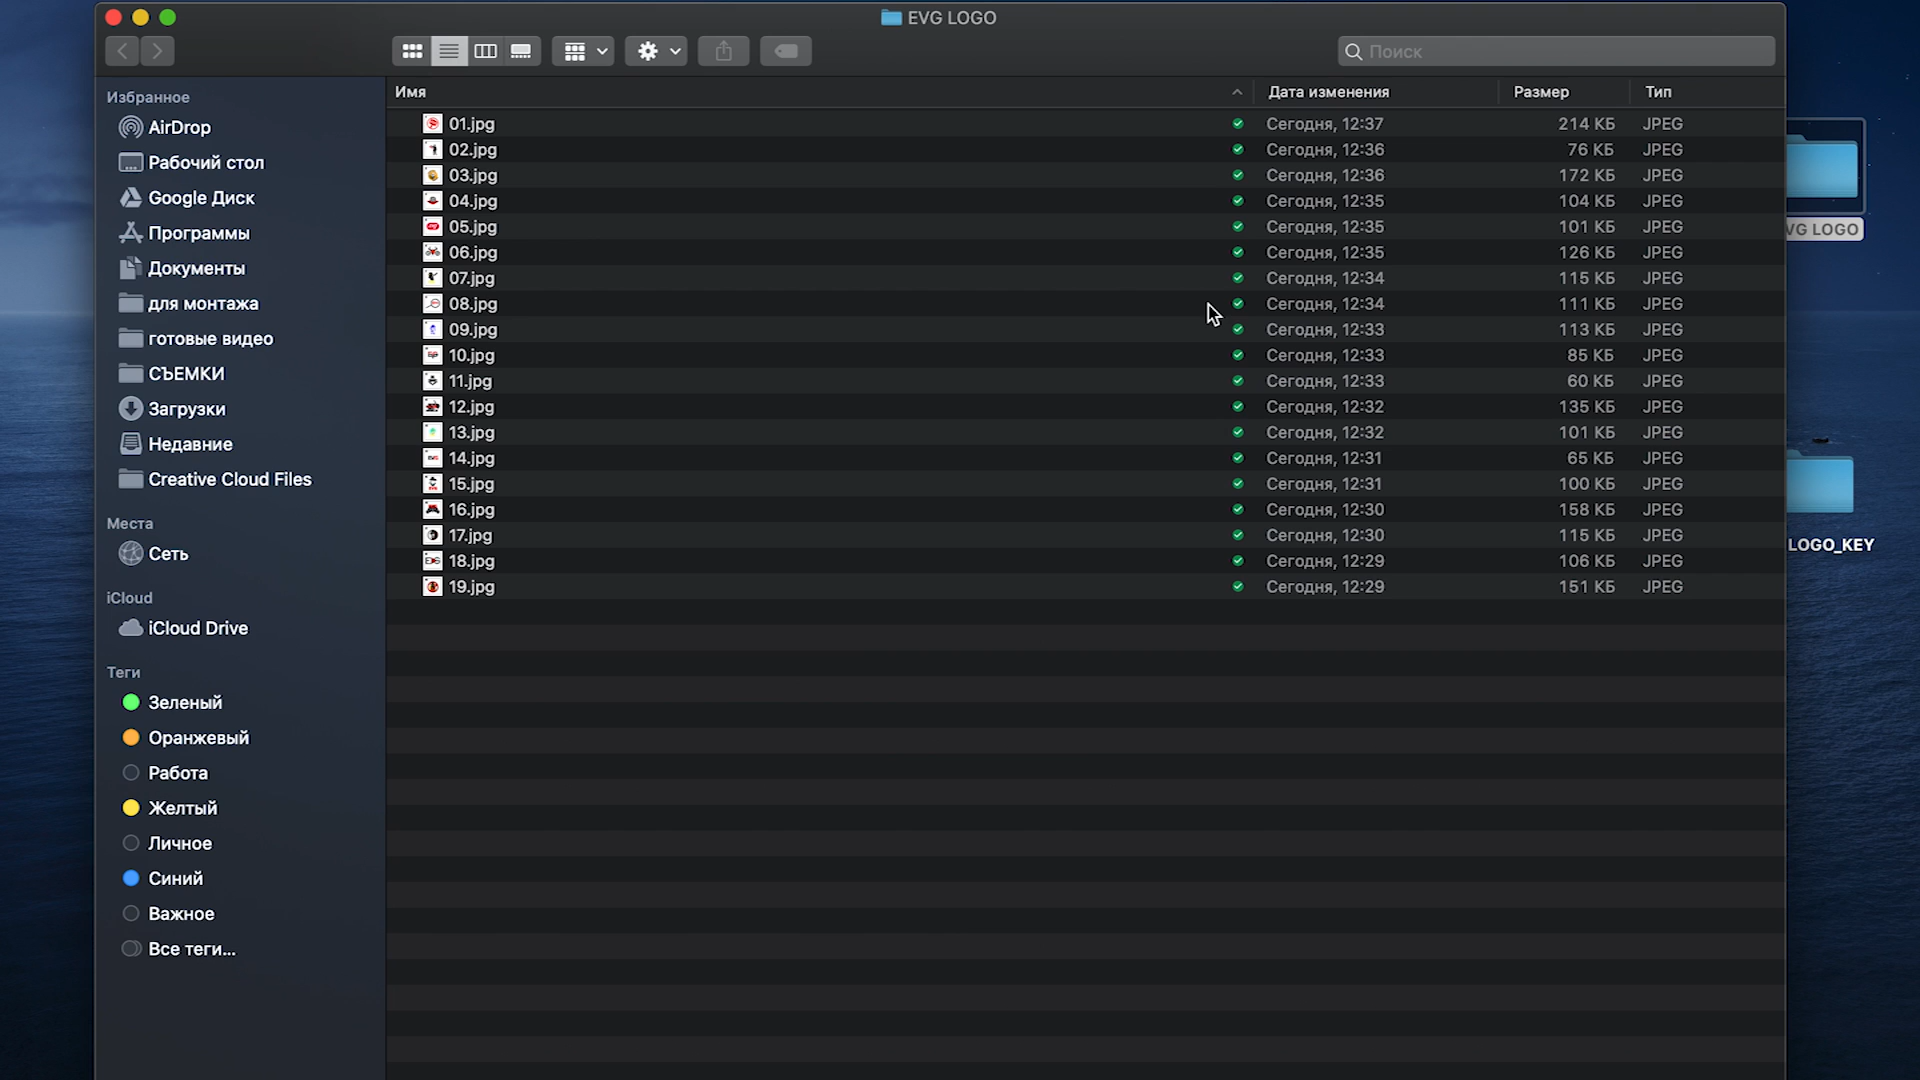 EVG LOGO
Поиск
Избранное
AirDrop
Рабочий стол
Google Диск
Программы
Документы
для монтажа
готовые видео
СЪЕМКИ
Загрузки
Недавние
Creative Cloud Files
Места
Сеть
iCloud
iCloud Drive
Теги
Зеленый
Оранжевый
Работа
Желтый
Личное
Синий
Важное
Все теги...
Имя Дата изменения Размер Тип
01.jpg Сегодня, 12:37 214 КБ JPEG
02.jpg Сегодня, 12:36 76 КБ JPEG
03.jpg Сегодня, 12:36 172 КБ JPEG
04.jpg Сегодня, 12:35 104 КБ JPEG
05.jpg Сегодня, 12:35 101 КБ JPEG
06.jpg Сегодня, 12:35 126 КБ JPEG
07.jpg Сегодня, 12:34 115 КБ JPEG
08.jpg Сегодня, 12:34 111 КБ JPEG
09.jpg Сегодня, 12:33 113 КБ JPEG
10.jpg Сегодня, 12:33 85 КБ JPEG
11.jpg Сегодня, 12:33 60 КБ JPEG
12.jpg Сегодня, 12:32 135 КБ JPEG
13.jpg Сегодня, 12:32 101 КБ JPEG
14.jpg Сегодня, 12:31 65 КБ JPEG
15.jpg Сегодня, 12:31 100 КБ JPEG
16.jpg Сегодня, 12:30 158 КБ JPEG
17.jpg Сегодня, 12:30 115 КБ JPEG
18.jpg Сегодня, 12:29 106 КБ JPEG
19.jpg Сегодня, 12:29 151 КБ JPEG
VG LOGO
LOGO_KEY